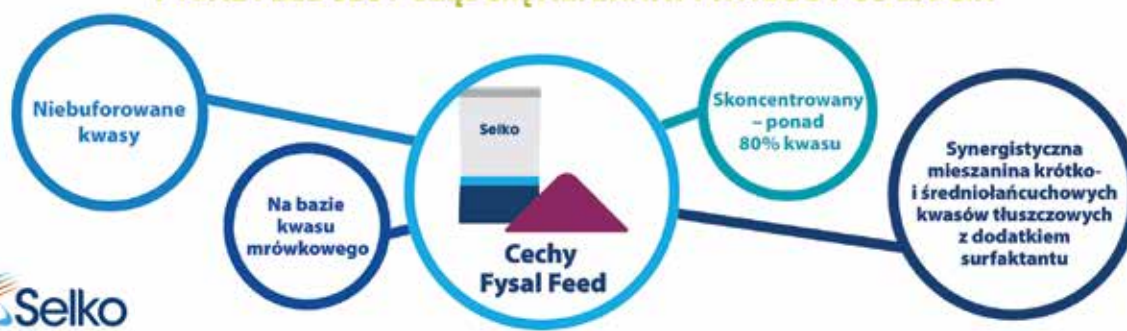 Niebuforowane
kwasy
Na bazie
kwasu
mrówkowego
Selko
Cechy
Fysal Feed
Skoncentrowany
– ponad
80% kwasu
Synergistyczna
mieszanina krótko-
i średniołańcuchowych
kwasów tłuszczowych
z dodatkiem
surfaktantu
Selko